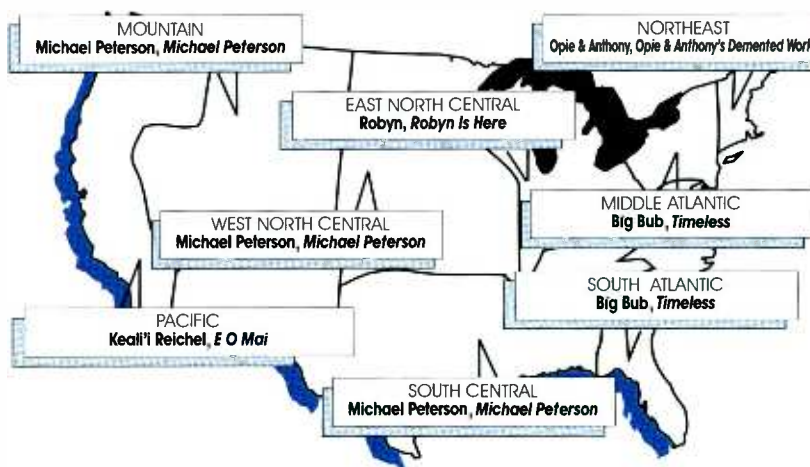 MOUNTAIN
Michael Peterson, Michael Peterson
NORTHEAST
Opie & Anthony, Opie & Anthony's Demented Work
EAST NORTH CENTRAL
Robyn, Robyn Is Here
MIDDLE ATLANTIC
Big Bub, Timeless
WEST NORTH CENTRAL
Michael Peterson, Michael Peterson
SOUTH ATLANTIC
Big Bub, Timeless
PACIFIC
Keali'i Reichel, E O Mai
SOUTH CENTRAL
Michael Peterson, Michael Peterson